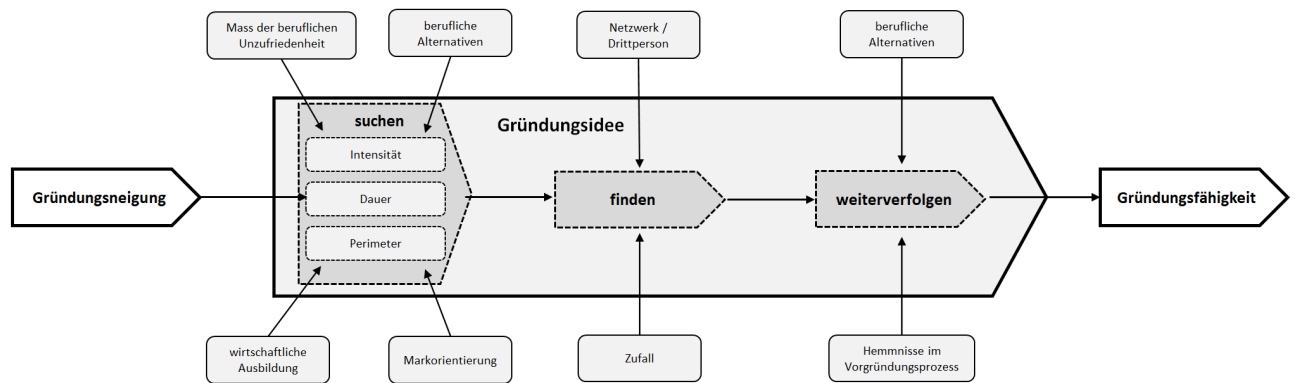 Mass der beruflichen
Unzufriedenheit
berufliche
Alternativen
Netzwerk /
Drittperson
berufliche
Alternativen
suchen
Gründungsidee
Intensität
Gründungsneigung
Dauer
finden
weiterverfolgen
Gründungsfähigkeit
Perimeter
wirtschaftliche
Ausbildung
Markorientierung
Zufall
Hemmnisse im
Vorgründungsprozess